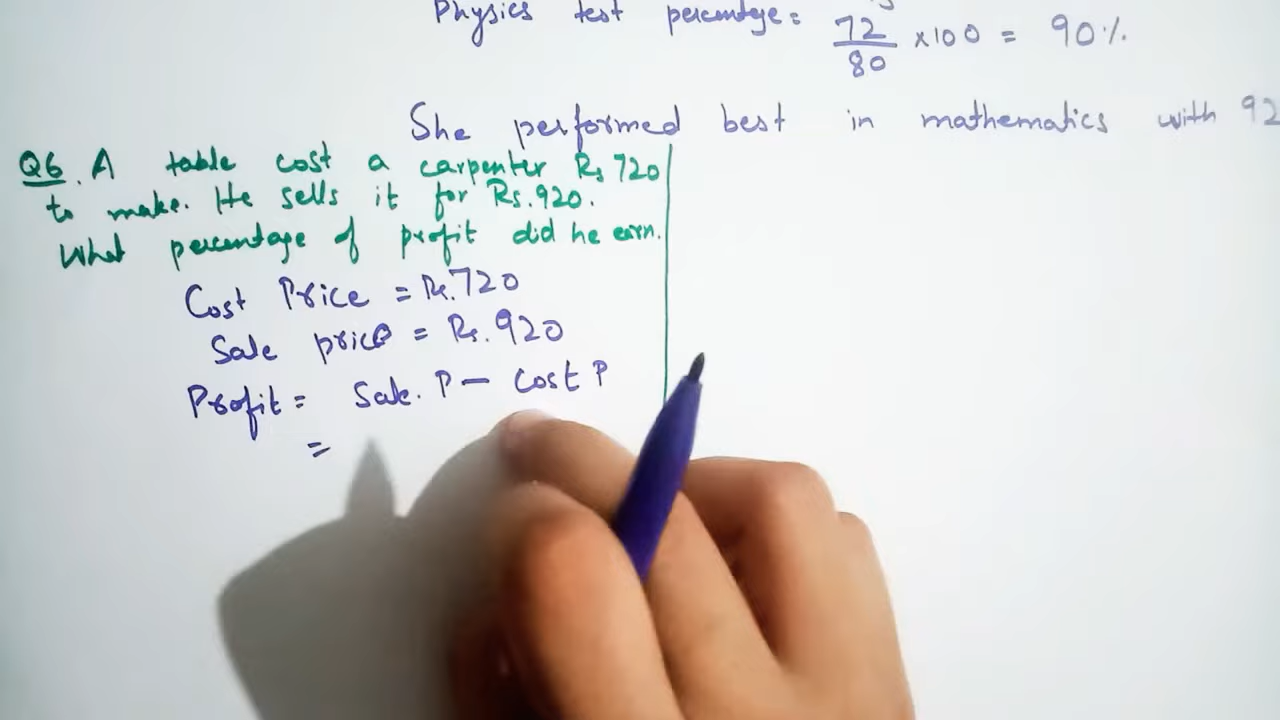 Physics test percentage = 72/80 ×100 = 90%
She performed best in mathematics with 92
Q6. A table cost a carpenter Rs 720
to make. He sells it for Rs.920.
What percentage of profit did he earn.
Cost Price = Rs.720
Sale price = Rs.920
Profit = Sale. P – Cost P
=